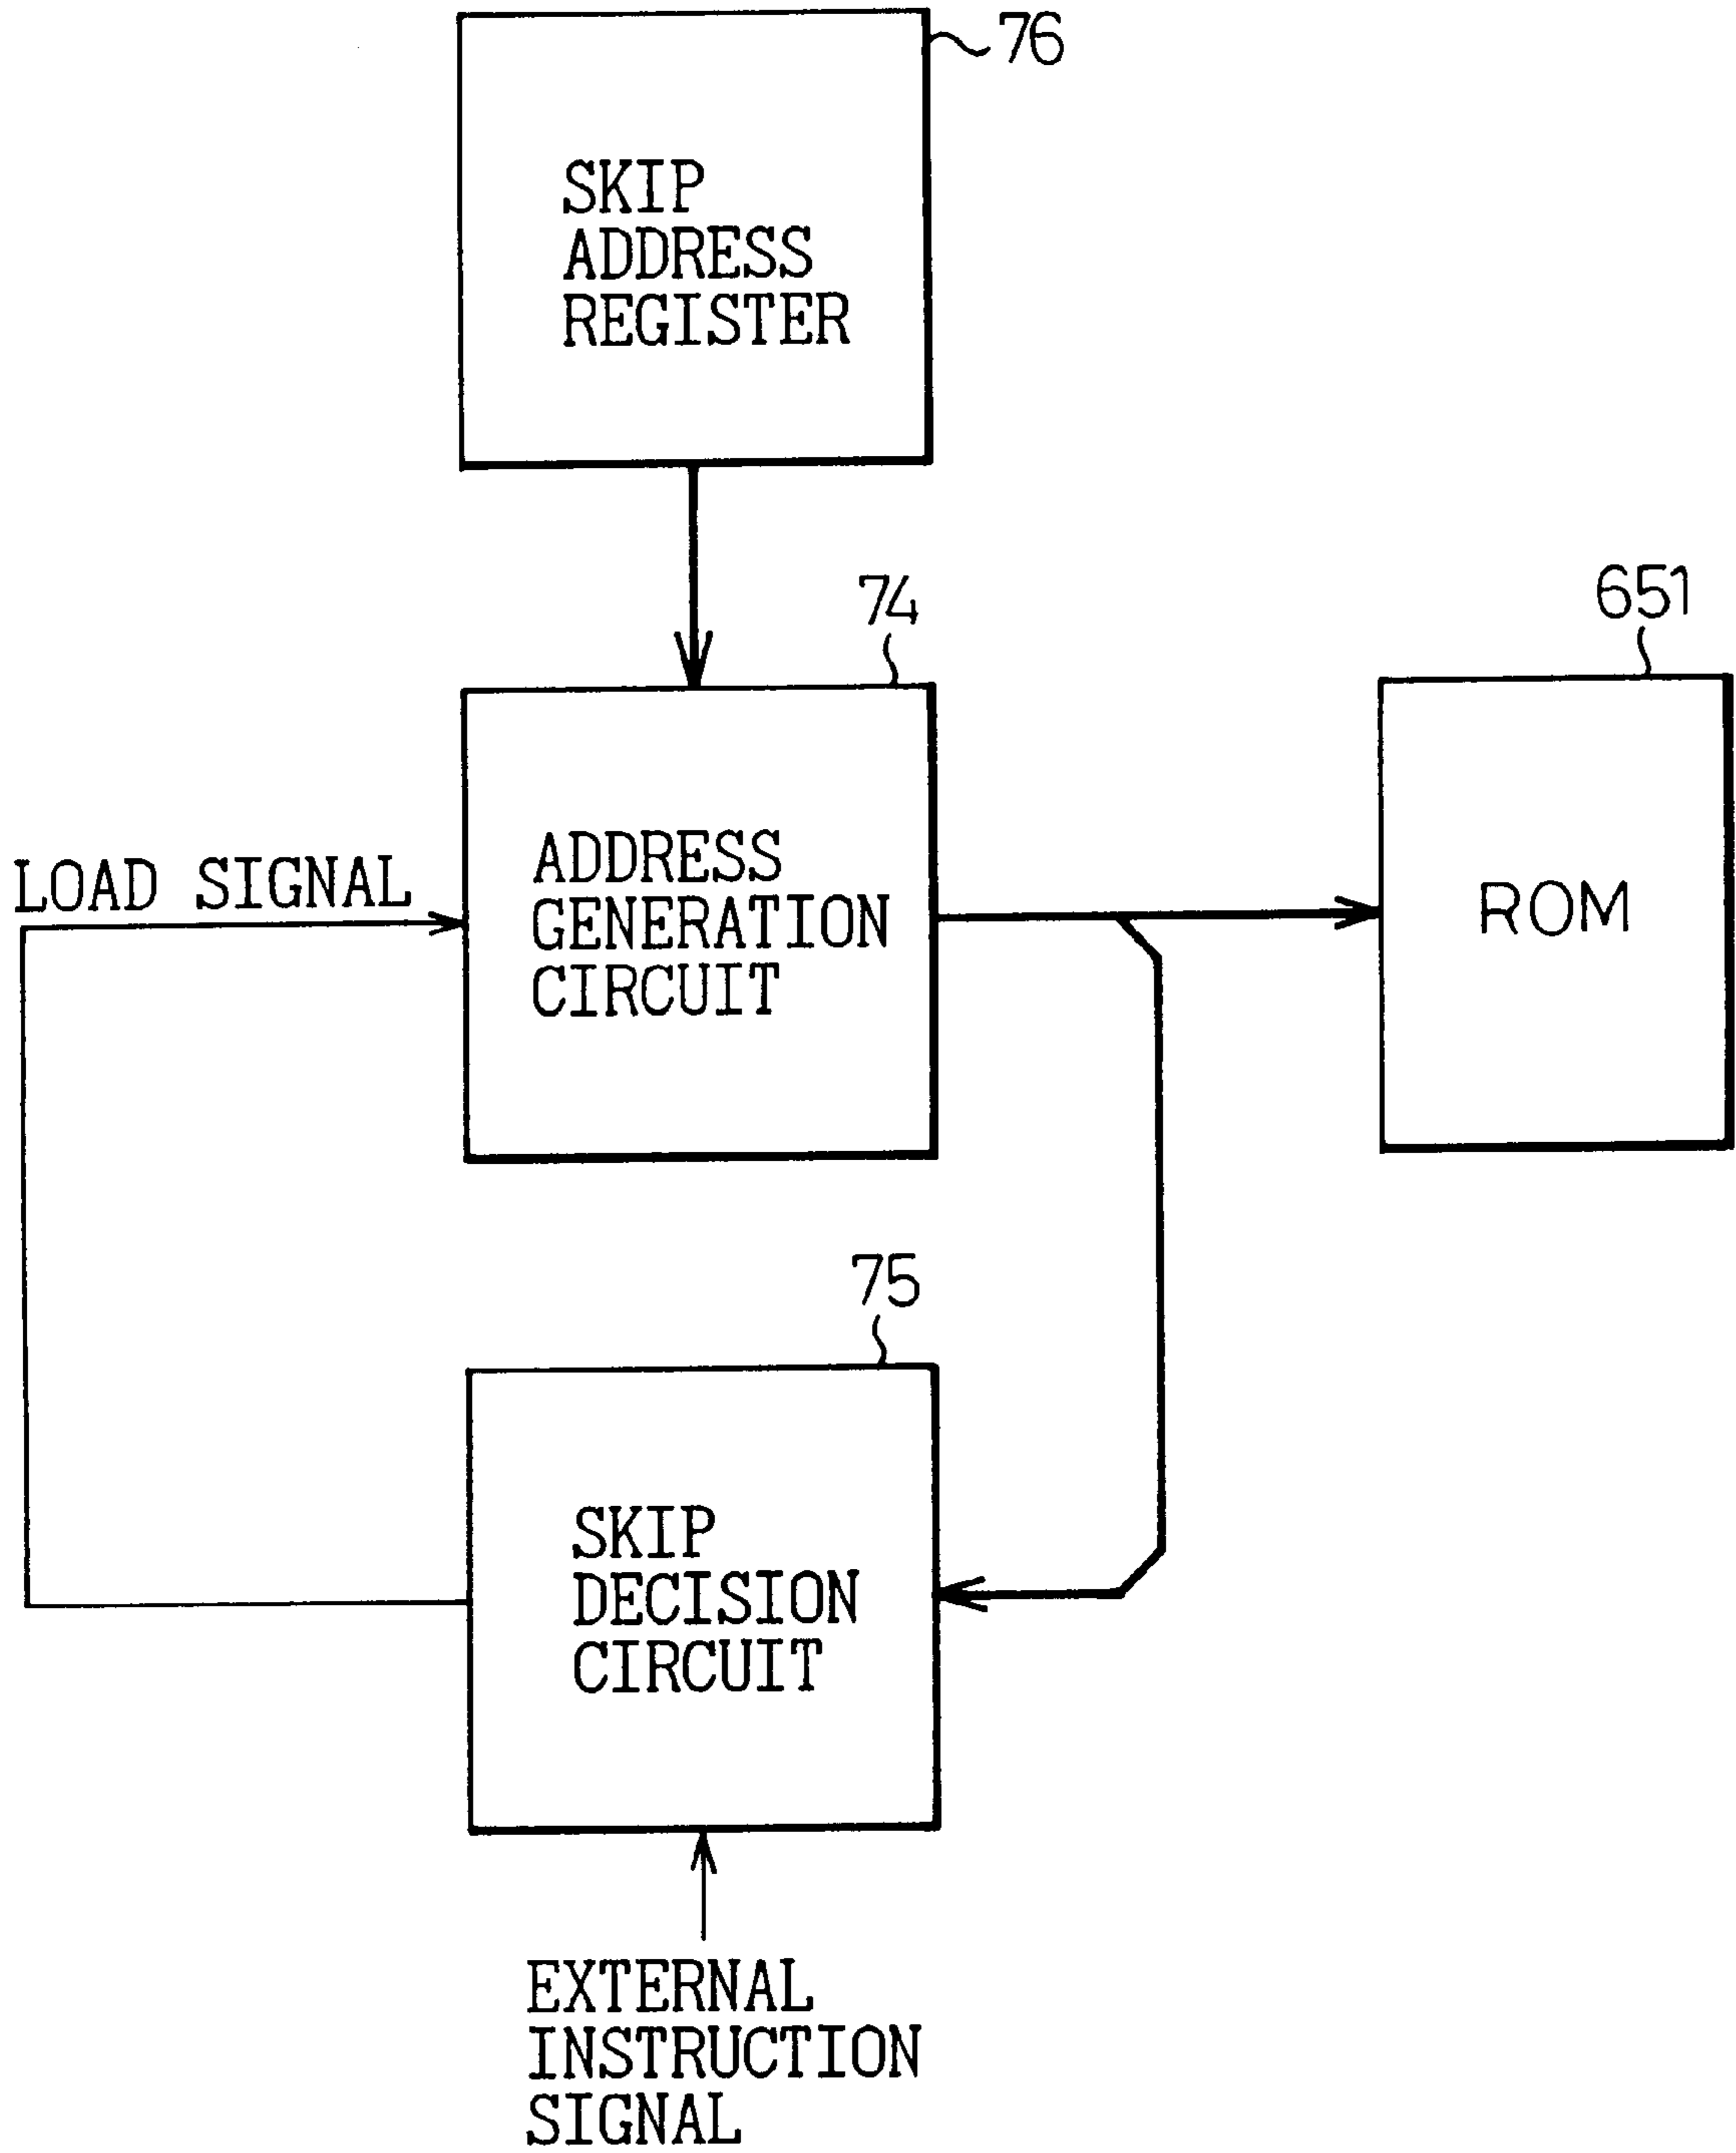 76
SKIP
ADDRESS
REGISTER
74
651
LOAD SIGNAL
ADDRESS
GENERATION
CIRCUIT
ROM
75
SKIP
DECISION
CIRCUIT
EXTERNAL
INSTRUCTION
SIGNAL